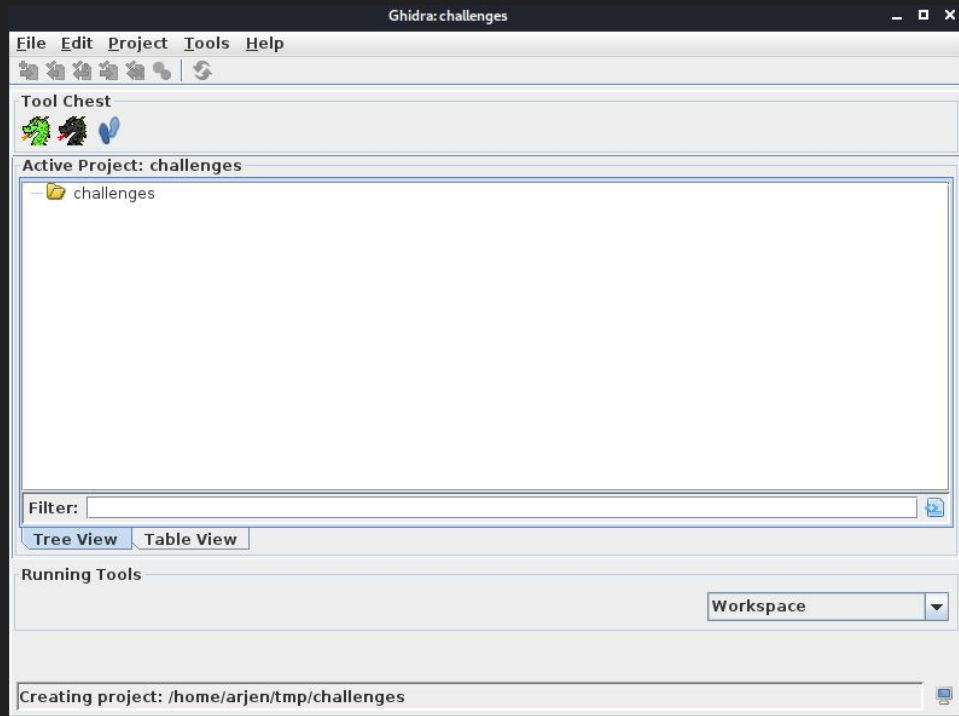 Ghidra: challenges
File Edit Project Tools Help
Tool Chest
Active Project: challenges
challenges
Filter:
Tree View Table View
Running Tools
Workspace
Creating project: /home/arjen/tmp/challenges